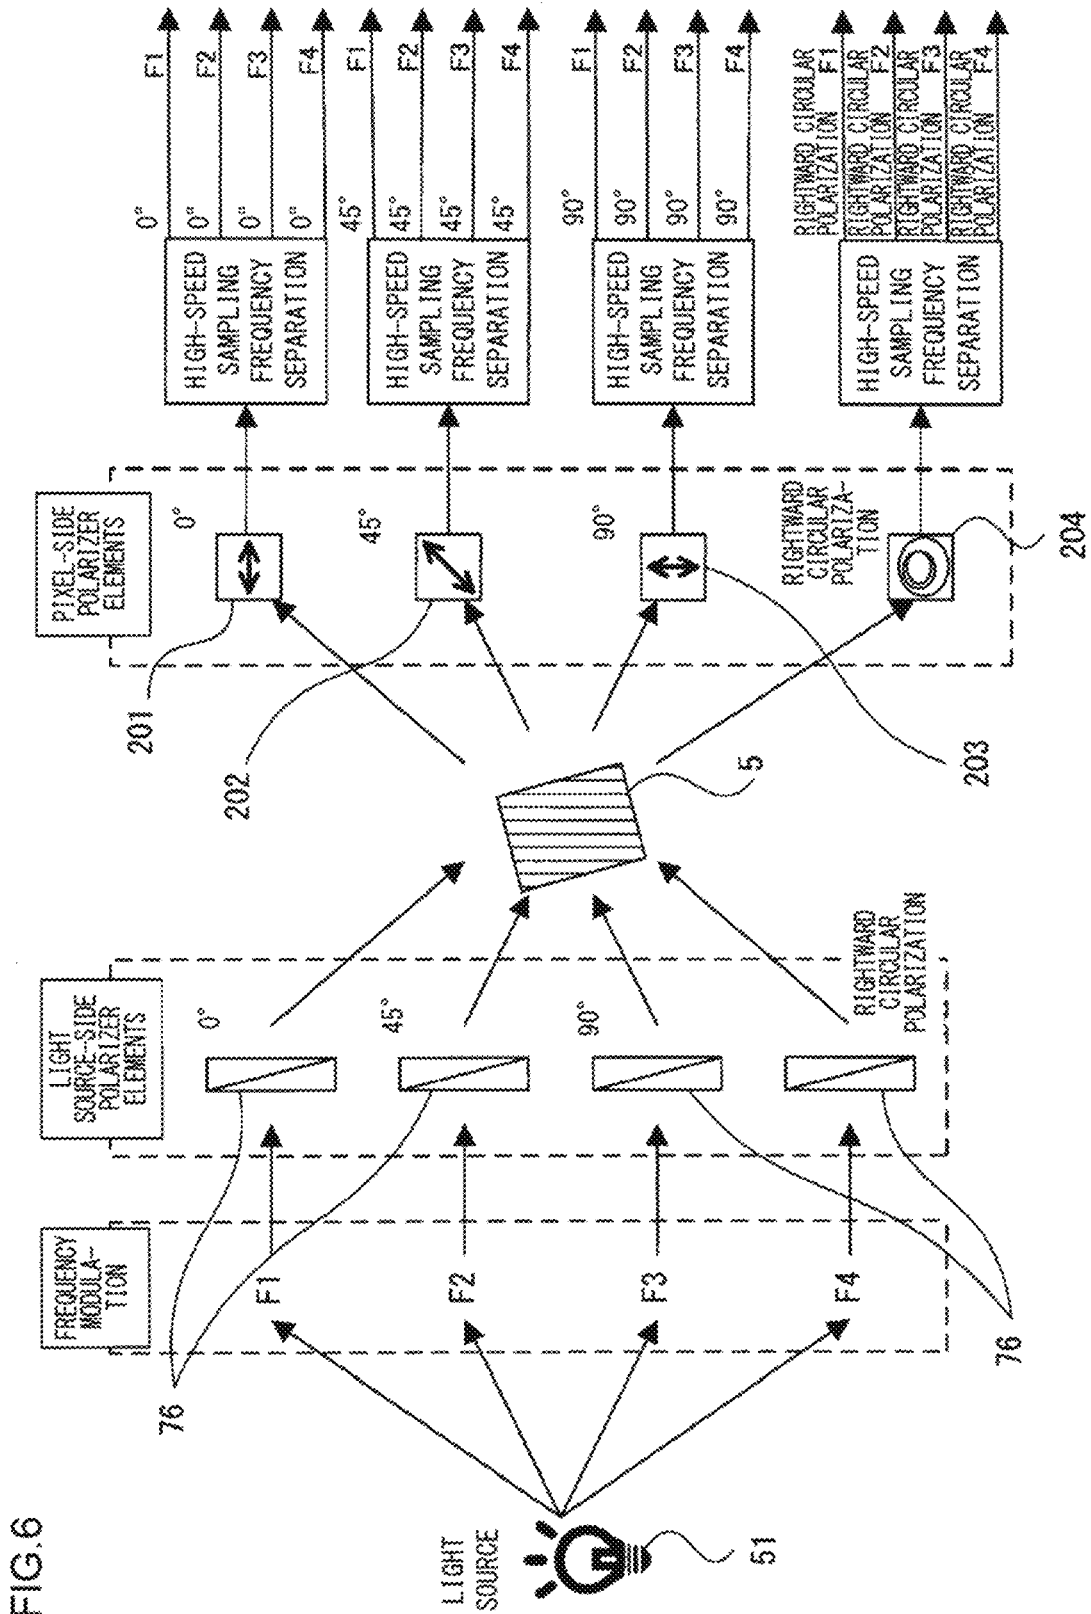 FIG.6
LIGHT
SOURCE
51
FREQUENCY
MODULA-
TION
F1
F2
F3
F4
76
76
LIGHT
SOURCE-SIDE
POLARIZER
ELEMENTS
0°
45°
90°
RIGHTWARD
CIRCULAR
POLARIZATION
5
PIXEL-SIDE
POLARIZER
ELEMENTS
0°
45°
90°
RIGHTWARD
CIRCULAR
POLARIZA-
TION
201
202
203
204
HIGH-SPEED
SAMPLING
FREQUENCY
SEPARATION
0° F1
0° F2
0° F3
0° F4
HIGH-SPEED
SAMPLING
FREQUENCY
SEPARATION
45° F1
45° F2
45° F3
45° F4
HIGH-SPEED
SAMPLING
FREQUENCY
SEPARATION
90° F1
90° F2
90° F3
90° F4
HIGH-SPEED
SAMPLING
FREQUENCY
SEPARATION
RIGHTWARD CIRCULAR
POLARIZATION F1
RIGHTWARD CIRCULAR
POLARIZATION F2
RIGHTWARD CIRCULAR
POLARIZATION F3
RIGHTWARD CIRCULAR
POLARIZATION F4